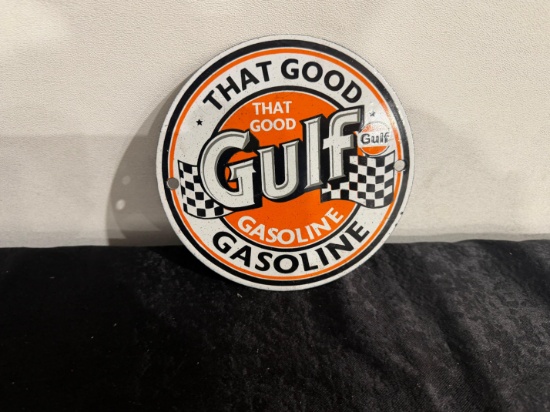 THAT GOOD
THAT
GOOD
Gulf
Gulf
GASOLINE
GASOLINE